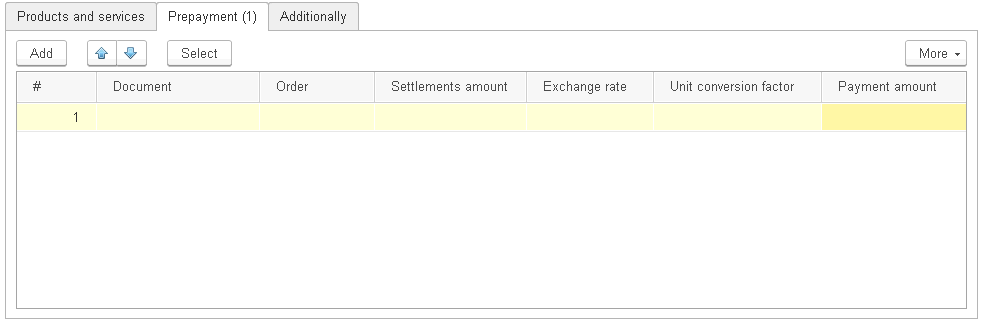 Products and services Prepayment (1) Additionally
Add Select More
# Document Order Settlements amount Exchange rate Unit conversion factor Payment amount
1